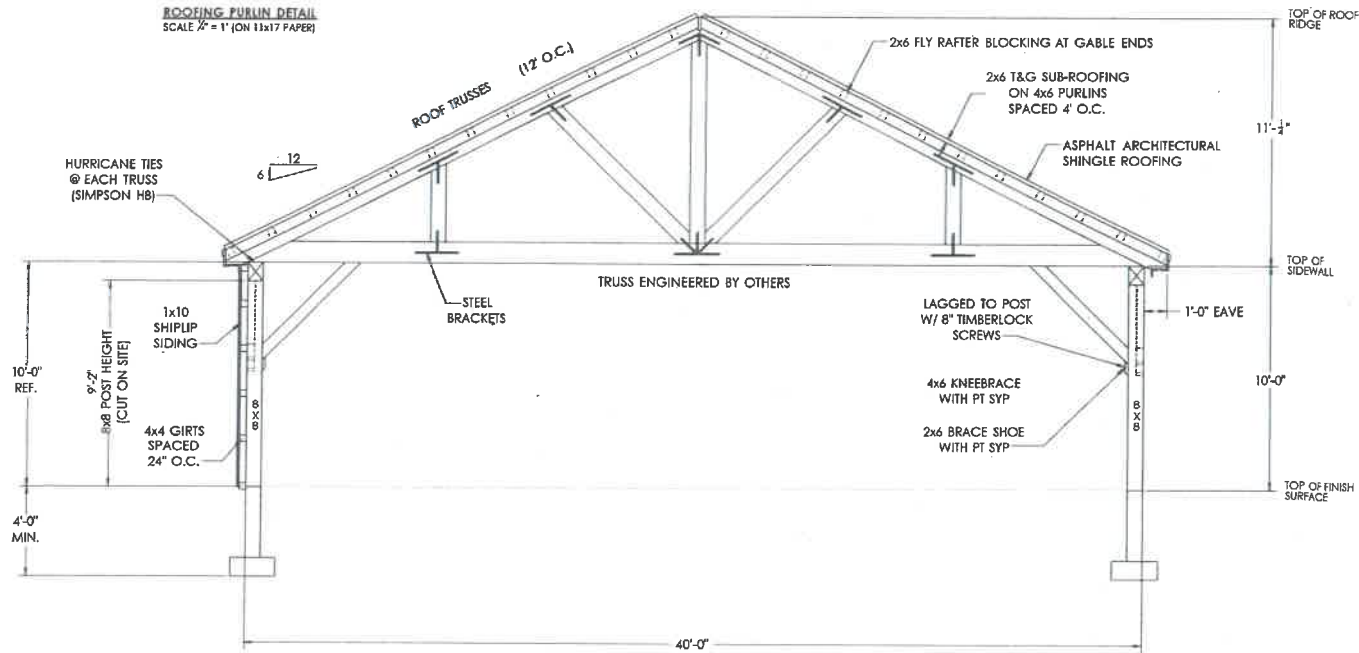 ROOFING PURLIN DETAIL
SCALE ¼" = 1' (ON 11x17 PAPER)
TOP OF ROOF
RIDGE
ROOF TRUSSES (12' O.C.)
2x6 FLY RAFTER BLOCKING AT GABLE ENDS
2x6 T&G SUB-ROOFING
ON 4x6 PURLINS
SPACED 4' O.C.
11'-¼"
ASPHALT ARCHITECTURAL
SHINGLE ROOFING
HURRICANE TIES
@ EACH TRUSS
(SIMPSON H8)
12
6
TOP OF
SIDEWALL
TRUSS ENGINEERED BY OTHERS
STEEL
BRACKETS
1x10
SHIPLIP
SIDING
LAGGED TO POST
W/ 8" TIMBERLOCK
SCREWS
1'-0" EAVE
10'-0"
REF.
9'-2"
8x8 POST HEIGHT
(CUT ON SITE)
8X8
4x6 KNEEBRACE
WITH PT SYP
10'-0"
8X8
4x4 GIRTS
SPACED
24" O.C.
2x6 BRACE SHOE
WITH PT SYP
TOP OF FINISH
SURFACE
4'-0"
MIN.
40'-0"